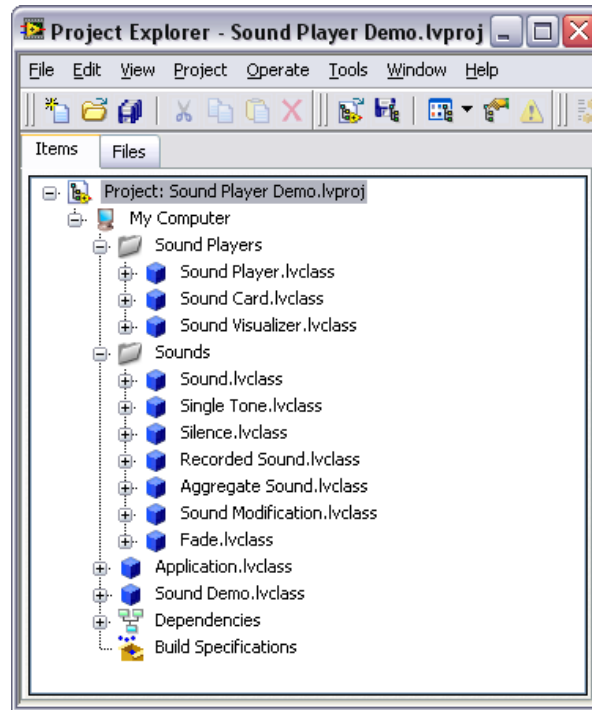 Project Explorer - Sound Player Demo.lvproj
File Edit View Project Operate Tools Window Help
Items Files
Project: Sound Player Demo.lvproj
My Computer
Sound Players
Sound Player.lvclass
Sound Card.lvclass
Sound Visualizer.lvclass
Sounds
Sound.lvclass
Single Tone.lvclass
Silence.lvclass
Recorded Sound.lvclass
Aggregate Sound.lvclass
Sound Modification.lvclass
Fade.lvclass
Application.lvclass
Sound Demo.lvclass
Dependencies
Build Specifications